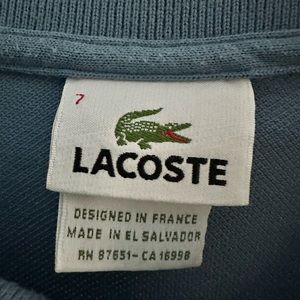 7
LACOSTE
DESIGNED IN FRANCE
MADE IN EL SALVADOR
RN 87651-CA 16998